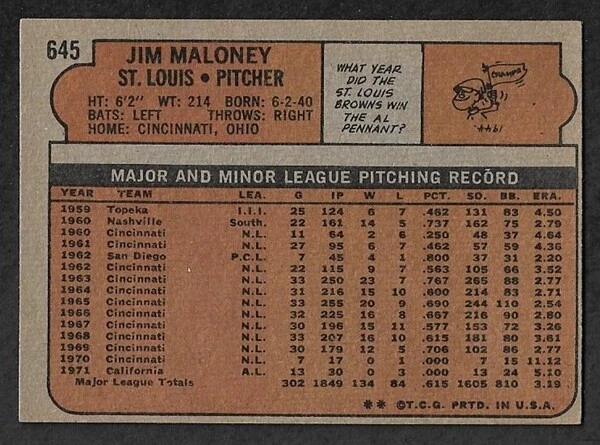 645
JIM MALONEY
ST. LOUIS • PITCHER
HT: 6'2" WT: 214 BORN: 6-2-40
BATS: LEFT THROWS: RIGHT
HOME: CINCINNATI, OHIO
WHAT YEAR
DID THE
ST. LOUIS
BROWNS WIN
THE AL
PENNANT?
1944
MAJOR AND MINOR LEAGUE PITCHING RECORD
YEAR TEAM LEA. G IP W L PCT. SO. BB. ERA.
1959 Topeka I.I.I. 25 124 6 7 .462 131 83 4.50
1960 Nashville South. 22 161 14 5 .737 162 75 2.79
1960 Cincinnati N.L. 11 64 2 6 .250 48 37 4.64
1961 Cincinnati N.L. 27 95 6 7 .462 57 59 4.36
1962 San Diego P.C.L. 7 45 4 1 .800 37 31 2.20
1962 Cincinnati N.L. 22 115 9 7 .563 105 66 3.52
1963 Cincinnati N.L. 33 250 23 7 .767 265 88 2.77
1964 Cincinnati N.L. 31 216 15 10 .600 214 83 2.71
1965 Cincinnati N.L. 33 255 20 9 .690 244 110 2.54
1966 Cincinnati N.L. 32 225 16 8 .667 216 90 2.80
1967 Cincinnati N.L. 30 196 15 11 .577 153 72 3.26
1968 Cincinnati N.L. 33 207 16 10 .615 181 80 3.61
1969 Cincinnati N.L. 30 179 12 5 .706 102 86 2.77
1970 Cincinnati N.L. 7 17 0 1 .000 7 15 11.12
1971 California A.L. 13 30 0 3 .000 13 24 5.10
Major League Totals 302 1849 134 84 .615 1605 810 3.19
** ©T.C.G. PRTD. IN U.S.A.